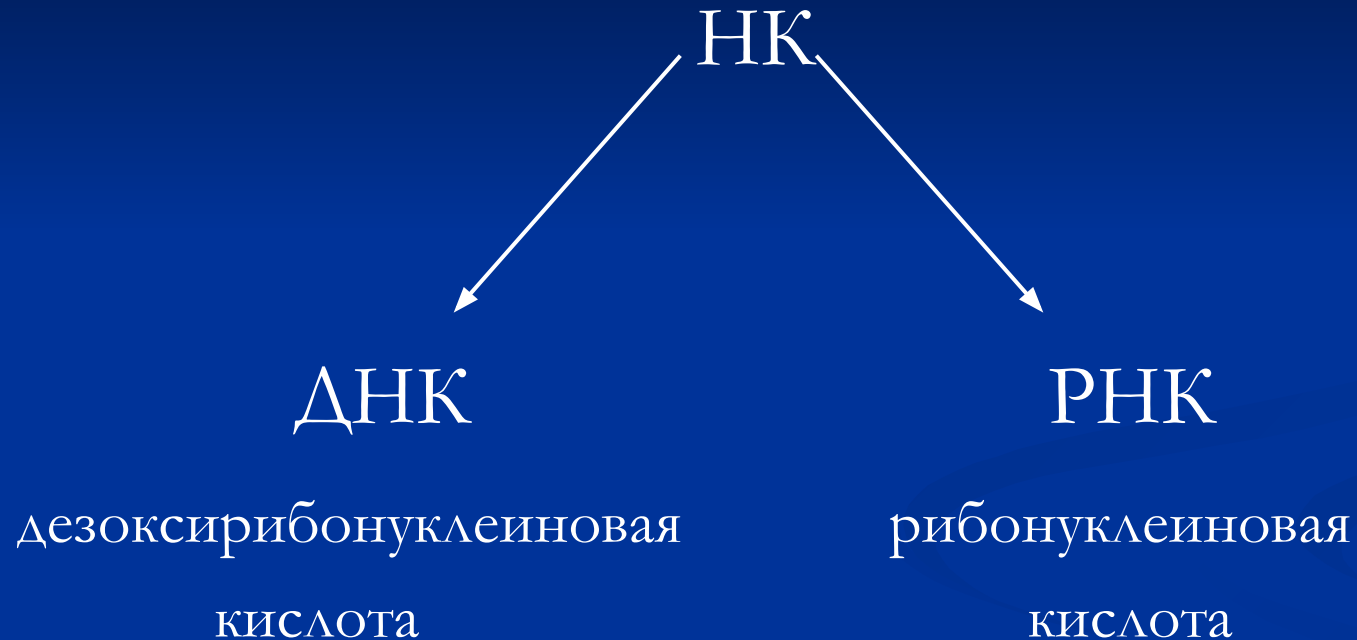 НК
ДНК
дезоксирибонуклеиновая
кислота
РНК
рибонуклеиновая
кислота